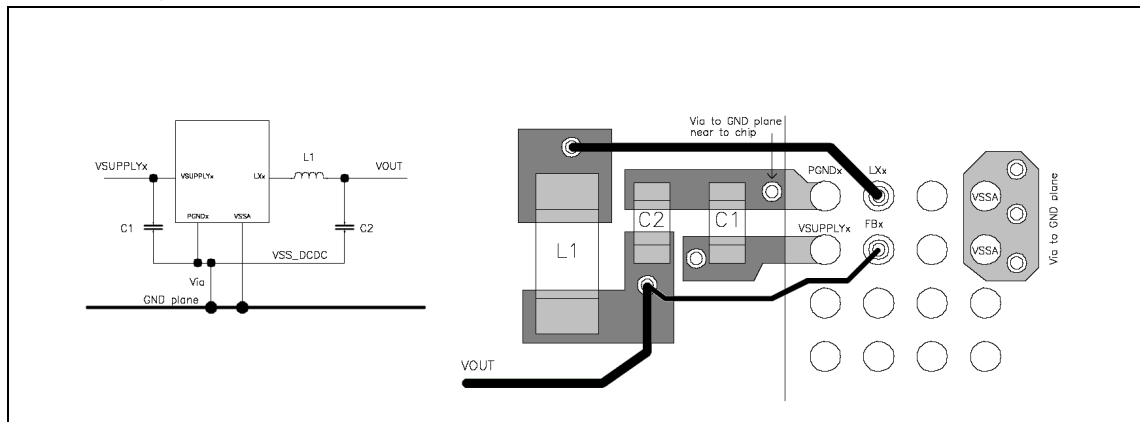 VSUPPLYx
VSUPPLYx
LXx
PGNDx
VSSA
L1
VOUT
C1
C2
VSS_DCDC
Via
GND plane
Via to GND plane
near to chip
PGNDx
LXx
VSUPPLYx
FBx
VSSA
VSSA
Via to GND plane
L1
C2
C1
VOUT